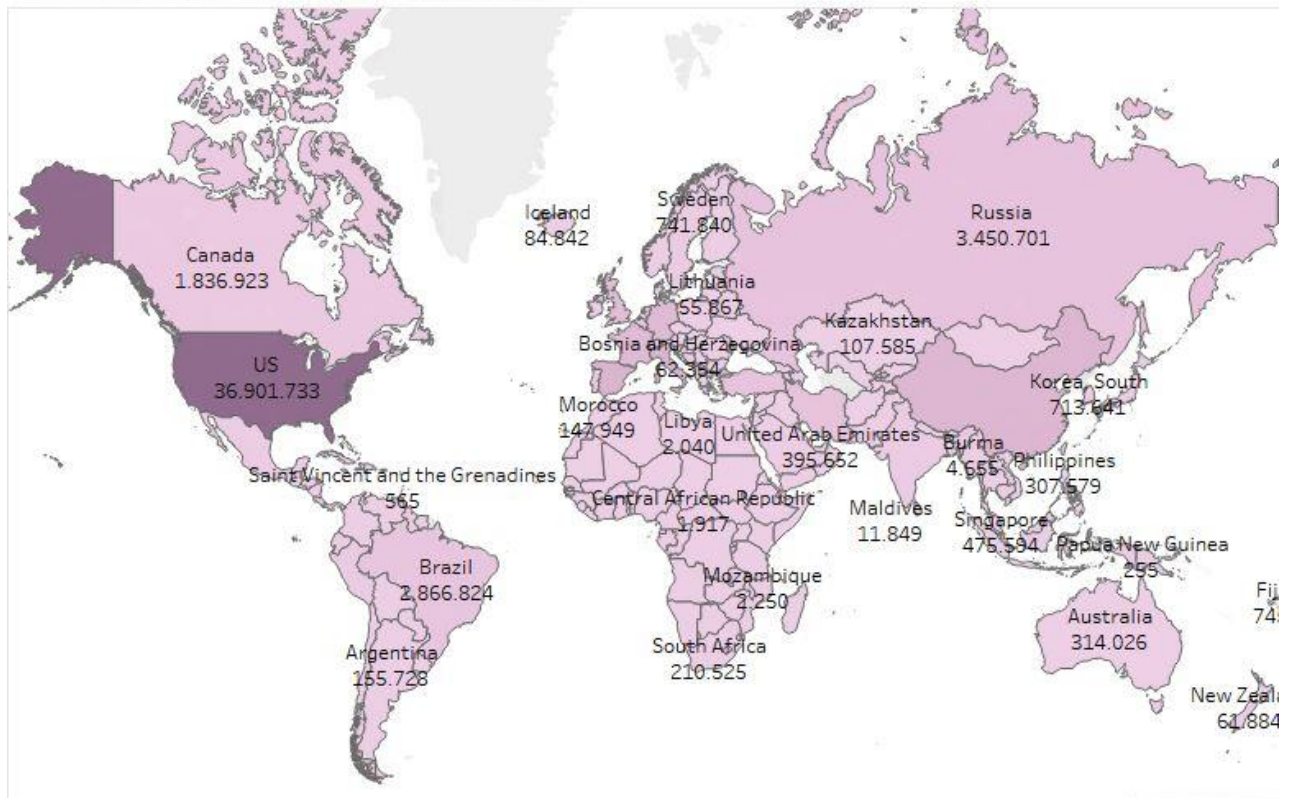 Iceland
84.842
Sweden
741.840
Russia
3.450.701
Canada
1.836.923
Lithuania
55.867
Kazakhstan
107.585
Bosnia and Herzegovina
62.354
US
36.901.733
Korea, South
713.641
Morocco
147.949
Libya
2.040
United Arab Emirates
395.652
Burma
4.655
Philippines
307.579
Saint Vincent and the Grenadines
565
Central African Republic
1.917
Maldives
11.849
Singapore
475.594
Papua New Guinea
295
Brazil
2.866.824
Mozambique
2.250
Australia
314.026
Argentina
155.728
South Africa
210.525
New
61.884